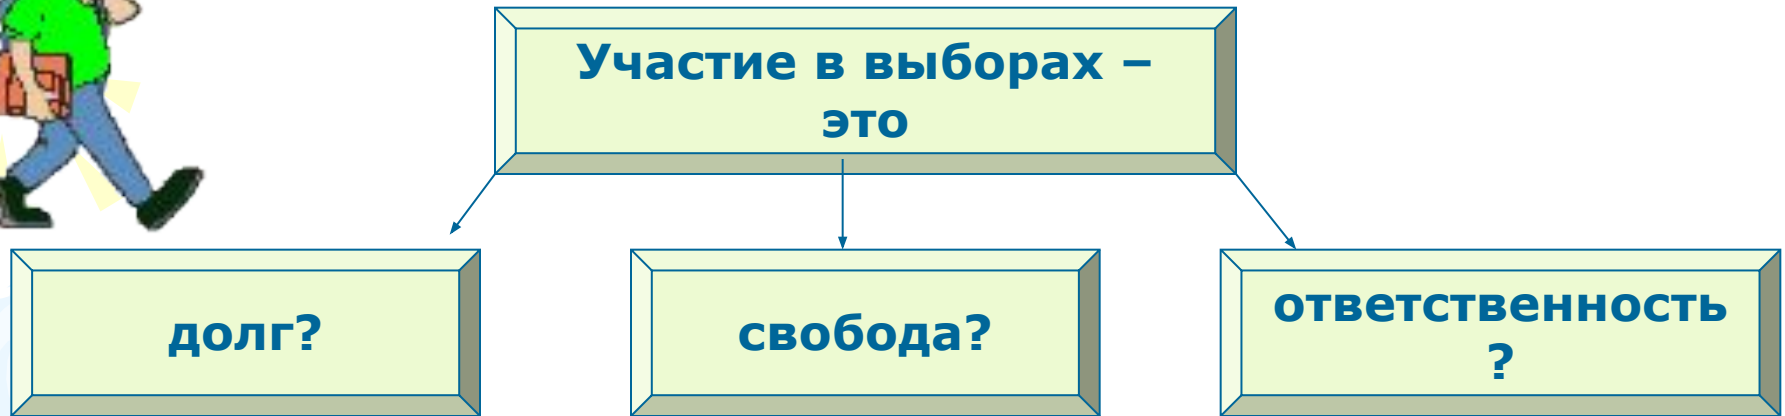 Участие в выборах –
это
долг?
свобода?
ответственность
?